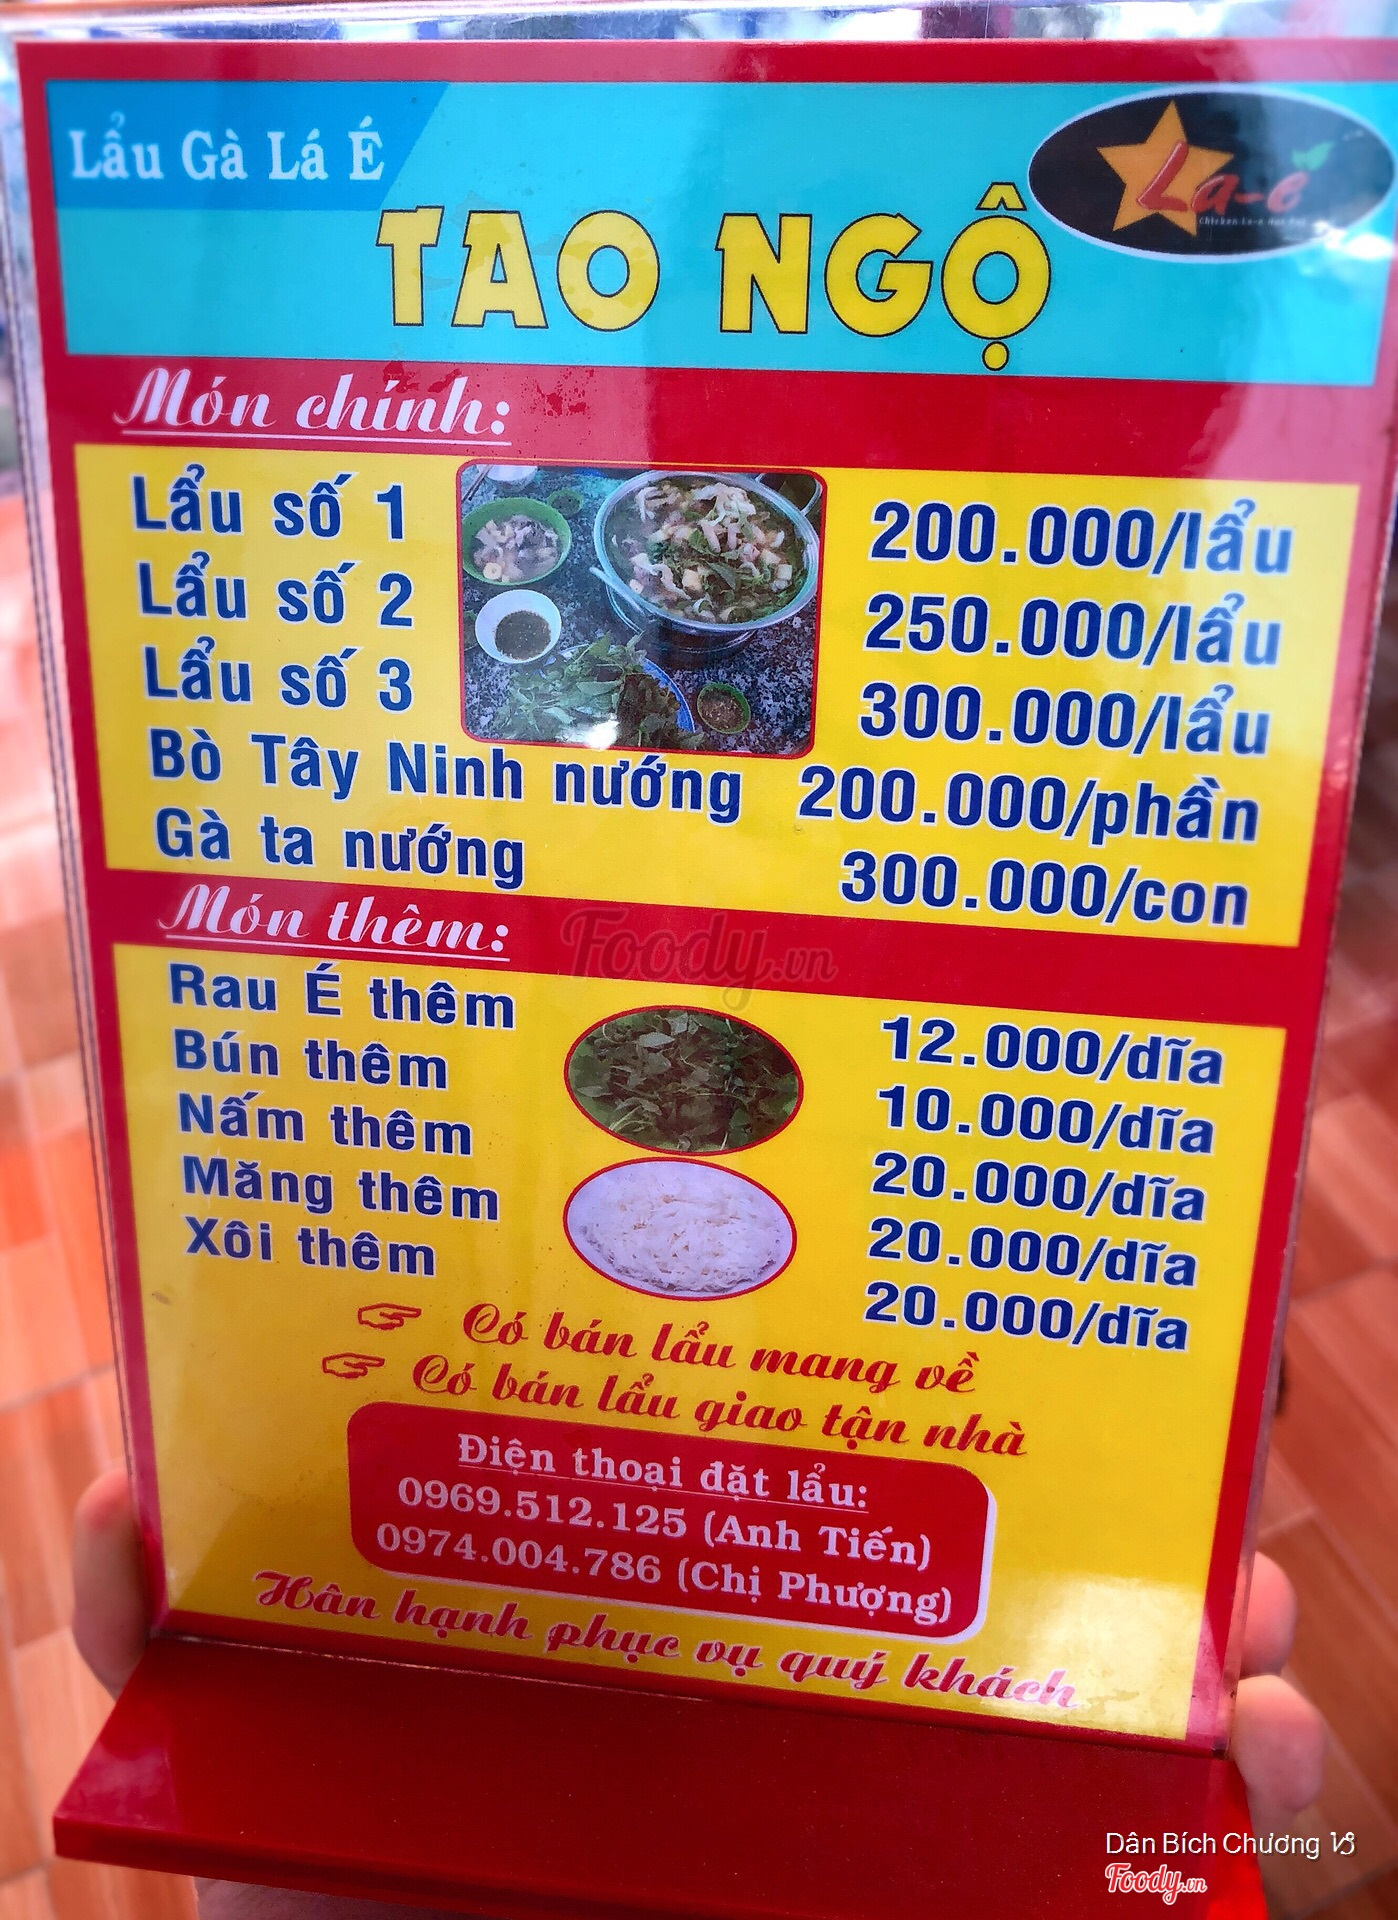 Lẩu Gà Lá É
La-é
TAO NGỘ
Món chính:
Lẩu số 1 200.000/lẩu
Lẩu số 2 250.000/lẩu
Lẩu số 3 300.000/lẩu
Bò Tây Ninh nướng 200.000/phần
Gà ta nướng 300.000/con
Món thêm:
Foody.vn
Rau É thêm 12.000/dĩa
Bún thêm 10.000/dĩa
Nấm thêm 20.000/dĩa
Măng thêm 20.000/dĩa
Xôi thêm 20.000/dĩa
Có bán lẩu mang về
Có bán lẩu giao tận nhà
Điện thoại đặt lẩu:
0969.512.125 (Anh Tiến)
0974.004.786 (Chị Phượng)
Hân hạnh phục vụ quý khách
Dân Bích Chương
Foody.vn